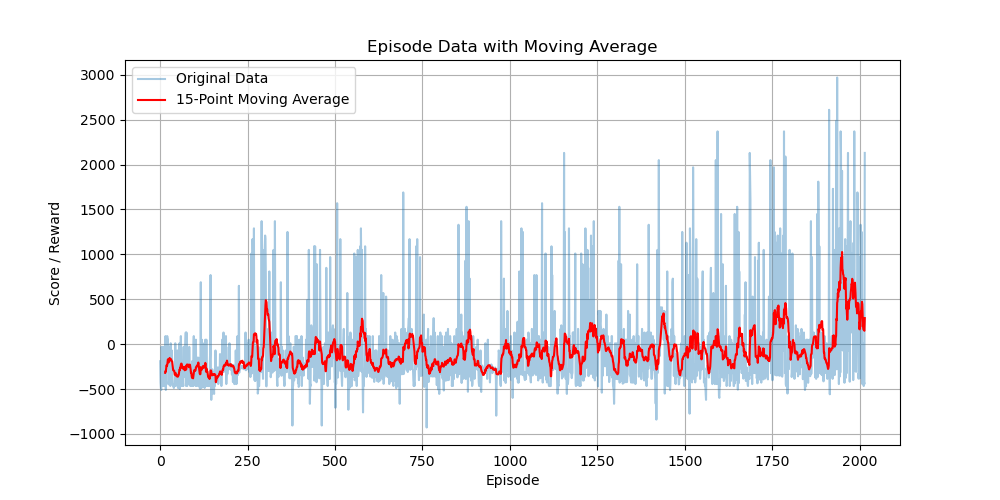 Episode Data with Moving Average
Original Data
15-Point Moving Average
Score / Reward
3000
2500
2000
1500
1000
500
0
−500
−1000
0 250 500 750 1000 1250 1500 1750 2000
Episode